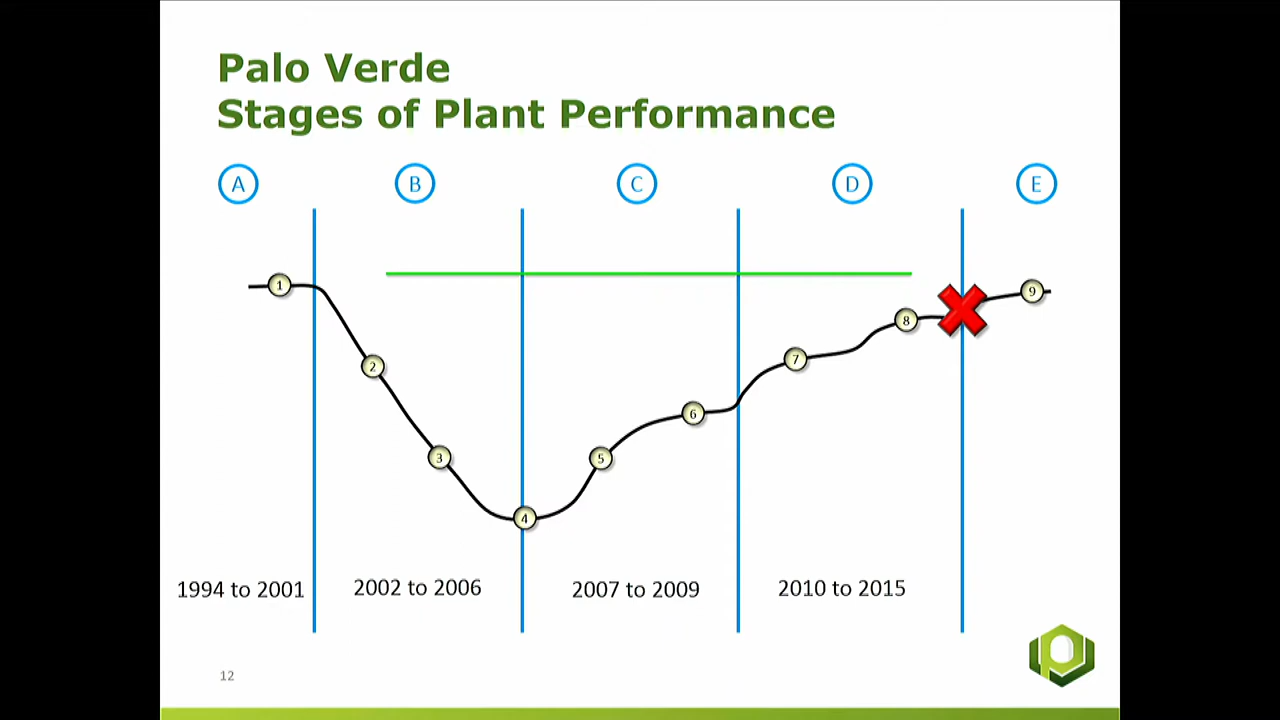 Palo Verde
Stages of Plant Performance
A B C D E
1
2
3
4
5
6
7
8
9
1994 to 2001 2002 to 2006 2007 to 2009 2010 to 2015
12